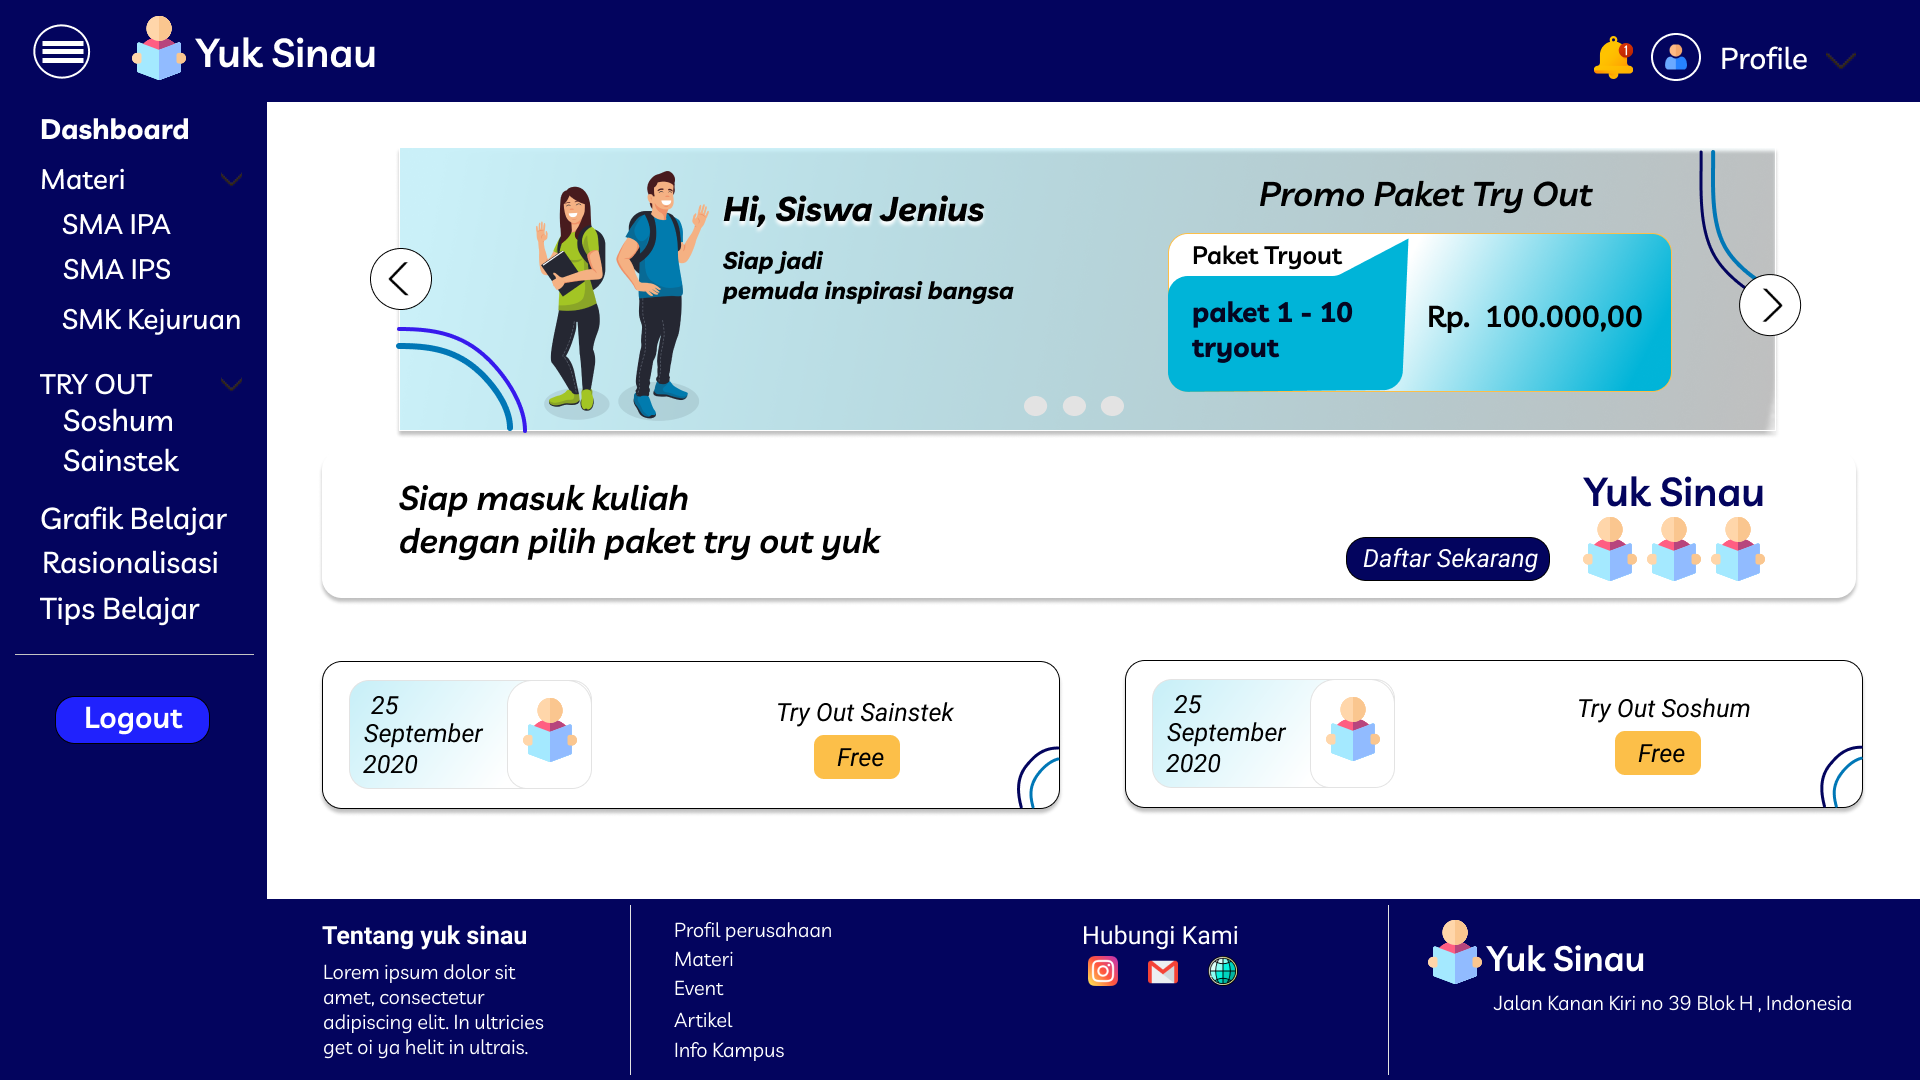 Yuk Sinau
1
Profile
Dashboard
Materi
SMA IPA
SMA IPS
SMK Kejuruan
TRY OUT
Soshum
Sainstek
Grafik Belajar
Rasionalisasi
Tips Belajar
Logout
Hi, Siswa Jenius
Siap jadi
pemuda inspirasi bangsa
Promo Paket Try Out
Paket Tryout
paket 1 - 10
tryout
Rp. 100.000,00
Siap masuk kuliah
dengan pilih paket try out yuk
Daftar Sekarang
Yuk Sinau
25
September
2020
Try Out Sainstek
Free
25
September
2020
Try Out Soshum
Free
Tentang yuk sinau
Lorem ipsum dolor sit
amet, consectetur
adipiscing elit. In ultricies
get oi ya helit in ultrais.
Profil perusahaan
Materi
Event
Artikel
Info Kampus
Hubungi Kami
Yuk Sinau
Jalan Kanan Kiri no 39 Blok H , Indonesia